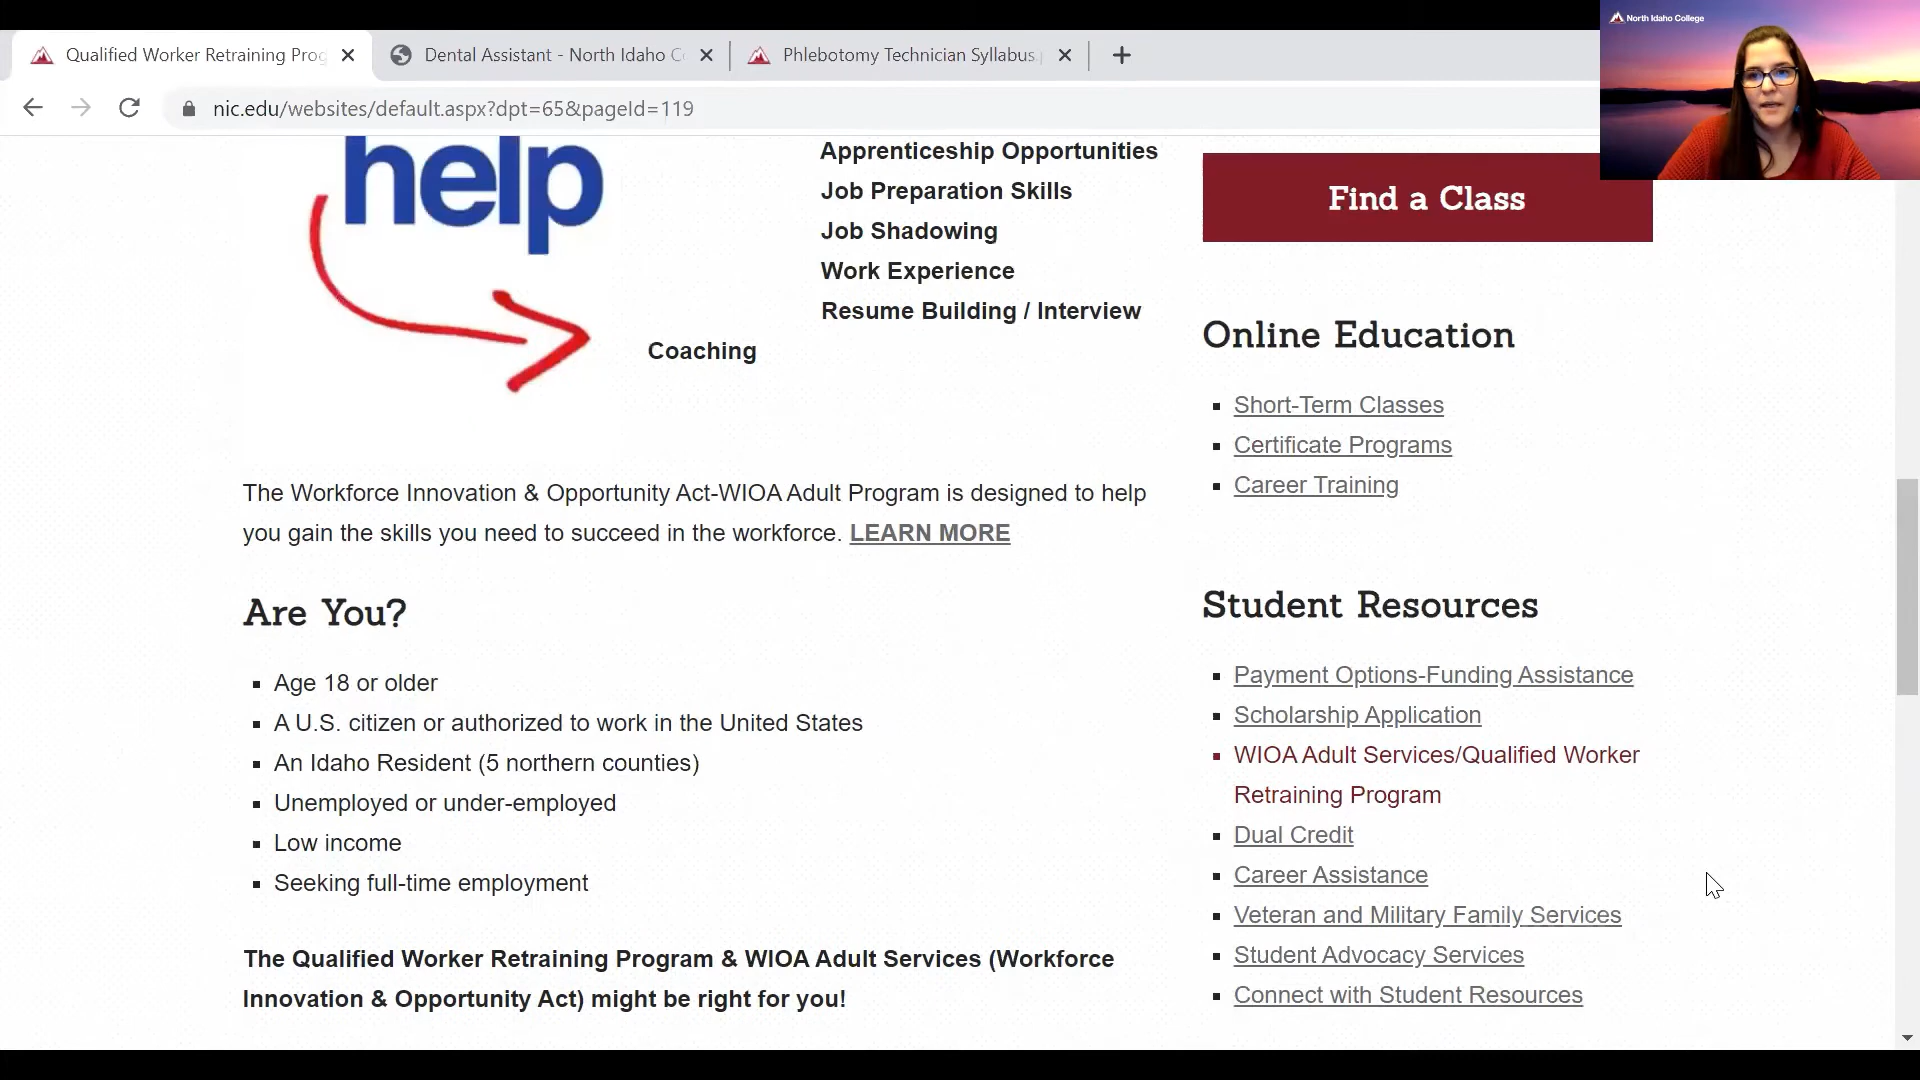 Qualified Worker Retraining Prog
Dental Assistant - North Idaho C
Phlebotomy Technician Syllabus.
nic.edu/websites/default.aspx?dpt=65&pageId=119
North Idaho College
help
Apprenticeship Opportunities
Job Preparation Skills
Job Shadowing
Work Experience
Resume Building / Interview
Coaching
The Workforce Innovation & Opportunity Act-WIOA Adult Program is designed to help
you gain the skills you need to succeed in the workforce. LEARN MORE
Are You?
Age 18 or older
A U.S. citizen or authorized to work in the United States
An Idaho Resident (5 northern counties)
Unemployed or under-employed
Low income
Seeking full-time employment
The Qualified Worker Retraining Program & WIOA Adult Services (Workforce
Innovation & Opportunity Act) might be right for you!
Find a Class
Online Education
Short-Term Classes
Certificate Programs
Career Training
Student Resources
Payment Options-Funding Assistance
Scholarship Application
WIOA Adult Services/Qualified Worker
Retraining Program
Dual Credit
Career Assistance
Veteran and Military Family Services
Student Advocacy Services
Connect with Student Resources